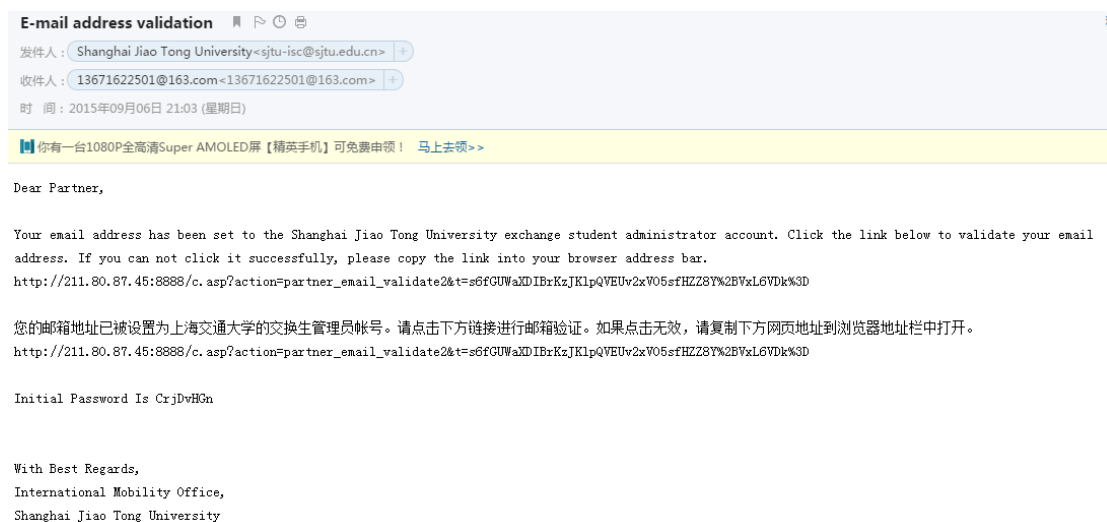 E-mail address validation
发件人：Shanghai Jiao Tong University<sjtu-isc@sjtu.edu.cn> +
收件人：13671622501@163.com<13671622501@163.com> +
时 间：2015年09月06日 21:03 (星期日)
你有一台1080P全高清Super AMOLED屏【精英手机】可免费申领！ 马上去领>>
Dear Partner,
Your email address has been set to the Shanghai Jiao Tong University exchange student administrator account. Click the link below to validate your email
address. If you can not click it successfully, please copy the link into your browser address bar.
http://211.80.87.45:8888/c.asp?action=partner_email_validate2&t=s6fGUWaXDIBrKzJKlpQVEUv2xVO5sfHZZ8Y%2BVxL6VDk%3D
您的邮箱地址已被设置为上海交通大学的交换生管理员帐号。请点击下方链接进行邮箱验证。如果点击无效，请复制下方网页地址到浏览器地址栏中打开。
http://211.80.87.45:8888/c.asp?action=partner_email_validate2&t=s6fGUWaXDIBrKzJKlpQVEUv2xVO5sfHZZ8Y%2BVxL6VDk%3D
Initial Password Is CrjDvHGn
With Best Regards,
International Mobility Office,
Shanghai Jiao Tong University